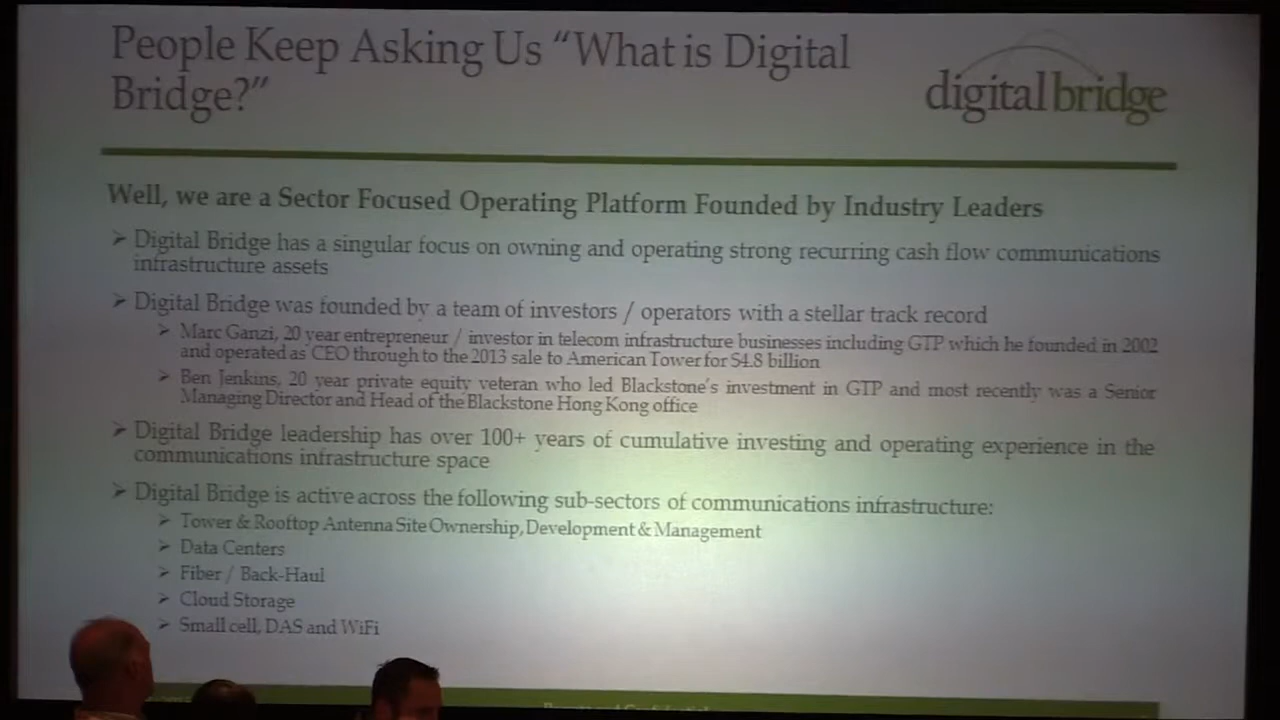 People Keep Asking Us “What is Digital
Bridge?”
digitalbridge
Well, we are a Sector Focused Operating Platform Founded by Industry Leaders
➢ Digital Bridge has a singular focus on owning and operating strong recurring cash flow communications
infrastructure assets
➢ Digital Bridge was founded by a team of investors / operators with a stellar track record
➢ Marc Ganzi, 20 year entrepreneur / investor in telecom infrastructure businesses including GTP which he founded in 2002
and operated as CEO through to the 2013 sale to American Tower for $4.8 billion
➢ Ben Jenkins, 20 year private equity veteran who led Blackstone’s investment in GTP and most recently was a Senior
Managing Director and Head of the Blackstone Hong Kong office
➢ Digital Bridge leadership has over 100+ years of cumulative investing and operating experience in the
communications infrastructure space
➢ Digital Bridge is active across the following sub-sectors of communications infrastructure:
➢ Tower & Rooftop Antenna Site Ownership, Development & Management
➢ Data Centers
➢ Fiber / Back-Haul
➢ Cloud Storage
➢ Small cell, DAS and WiFi